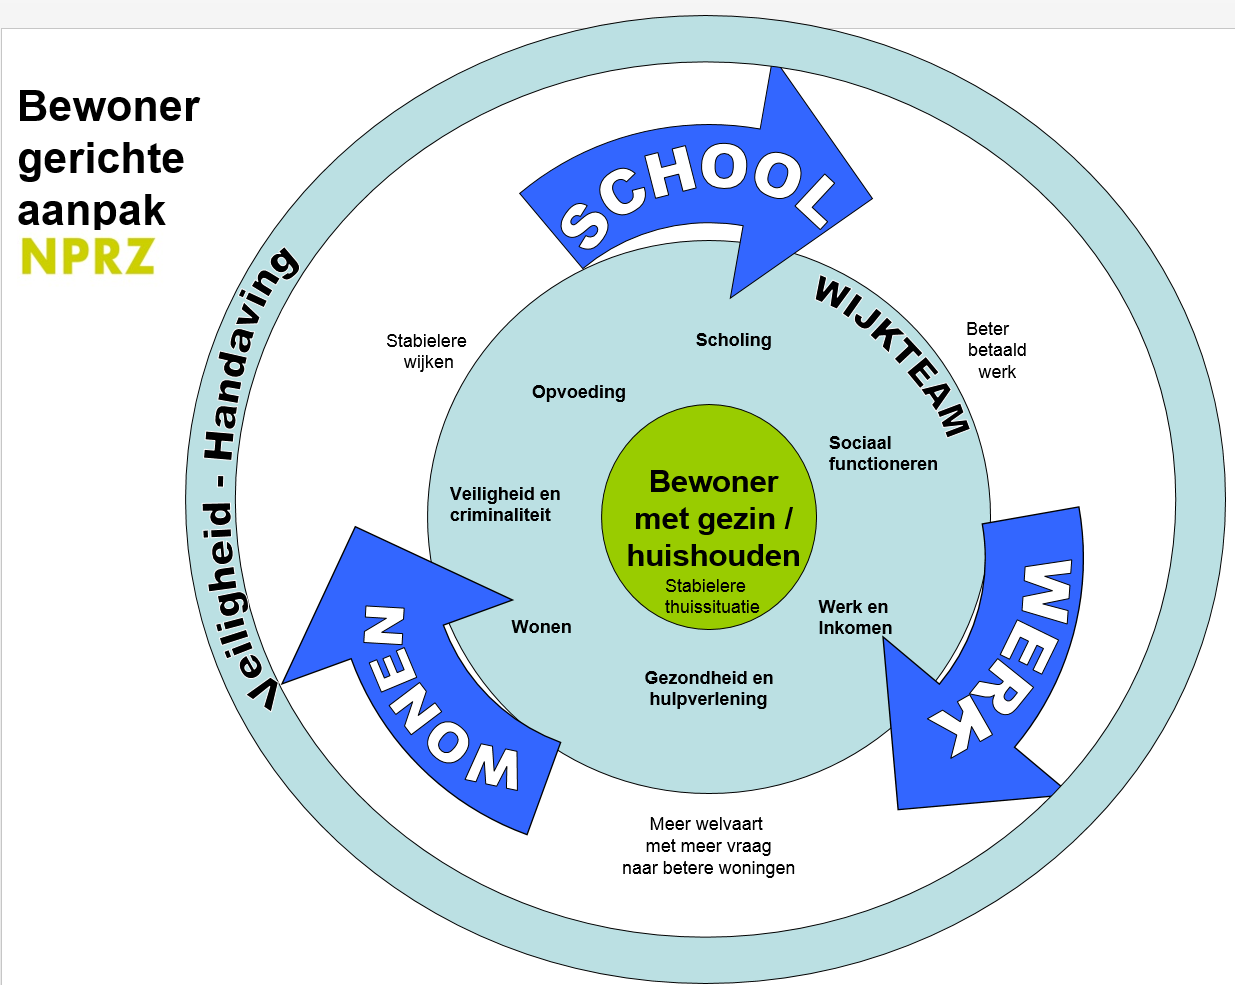 Bewoner
gerichte
aanpak
NPRZ
Veiligheid - Handaving
SCHOOL
WIJKTEAM
Stabielere
wijken
Scholing
Beter
betaald
werk
Opvoeding
Sociaal
functioneren
Veiligheid en
criminaliteit
Bewoner
met gezin /
huishouden
Stabielere
thuissituatie
WERK
Werk en
Inkomen
Wonen
WONEN
Gezondheid en
hulpverlening
Meer welvaart
met meer vraag
naar betere woningen